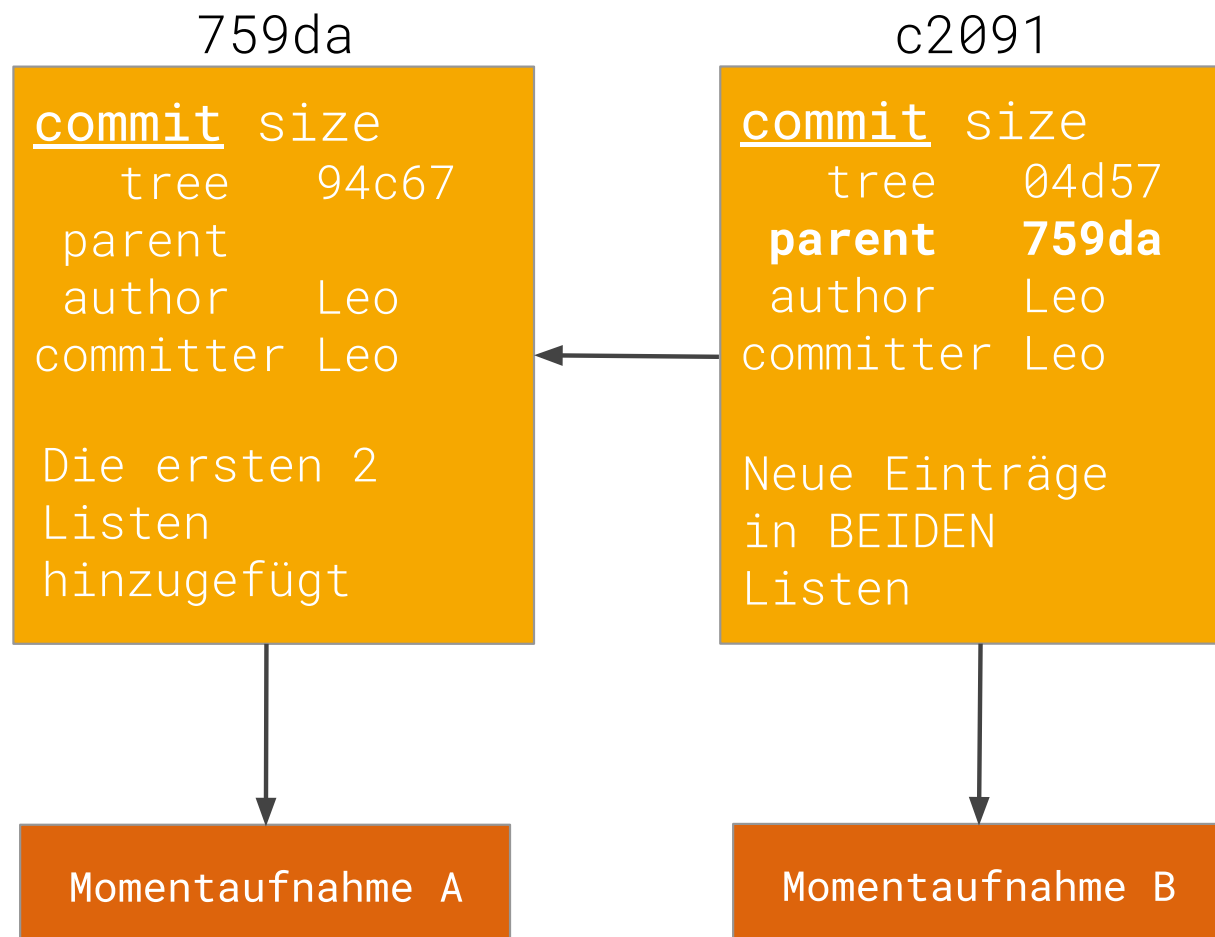 759da
commit size
tree 94c67
parent
author Leo
committer Leo
Die ersten 2
Listen
hinzugefügt
Momentaufnahme A
c2091
commit size
tree 04d57
parent 759da
author Leo
committer Leo
Neue Einträge
in BEIDEN
Listen
Momentaufnahme B